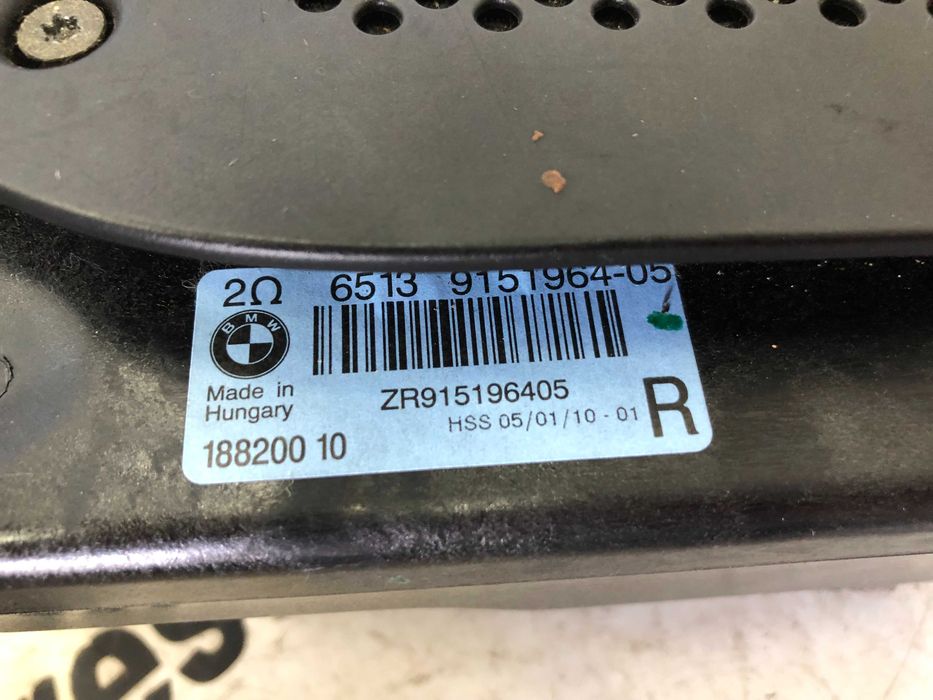 2Ω 6513 9151964-05
BMW
Made in
Hungary
ZR915196405
HSS 05/01/10 - 01
R
188200 10